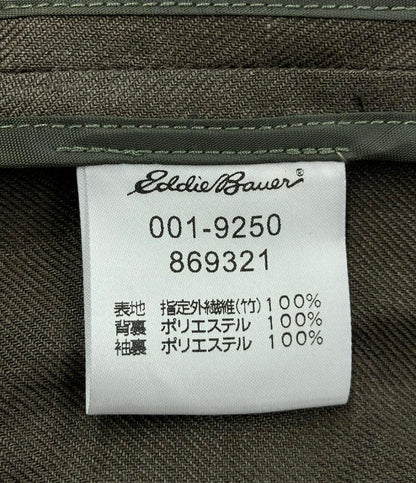 Eddie Bauer®
001-9250
869321
表地 指定外繊維(竹) 100%
背裏 ポリエステル 100%
袖裏 ポリエステル 100%